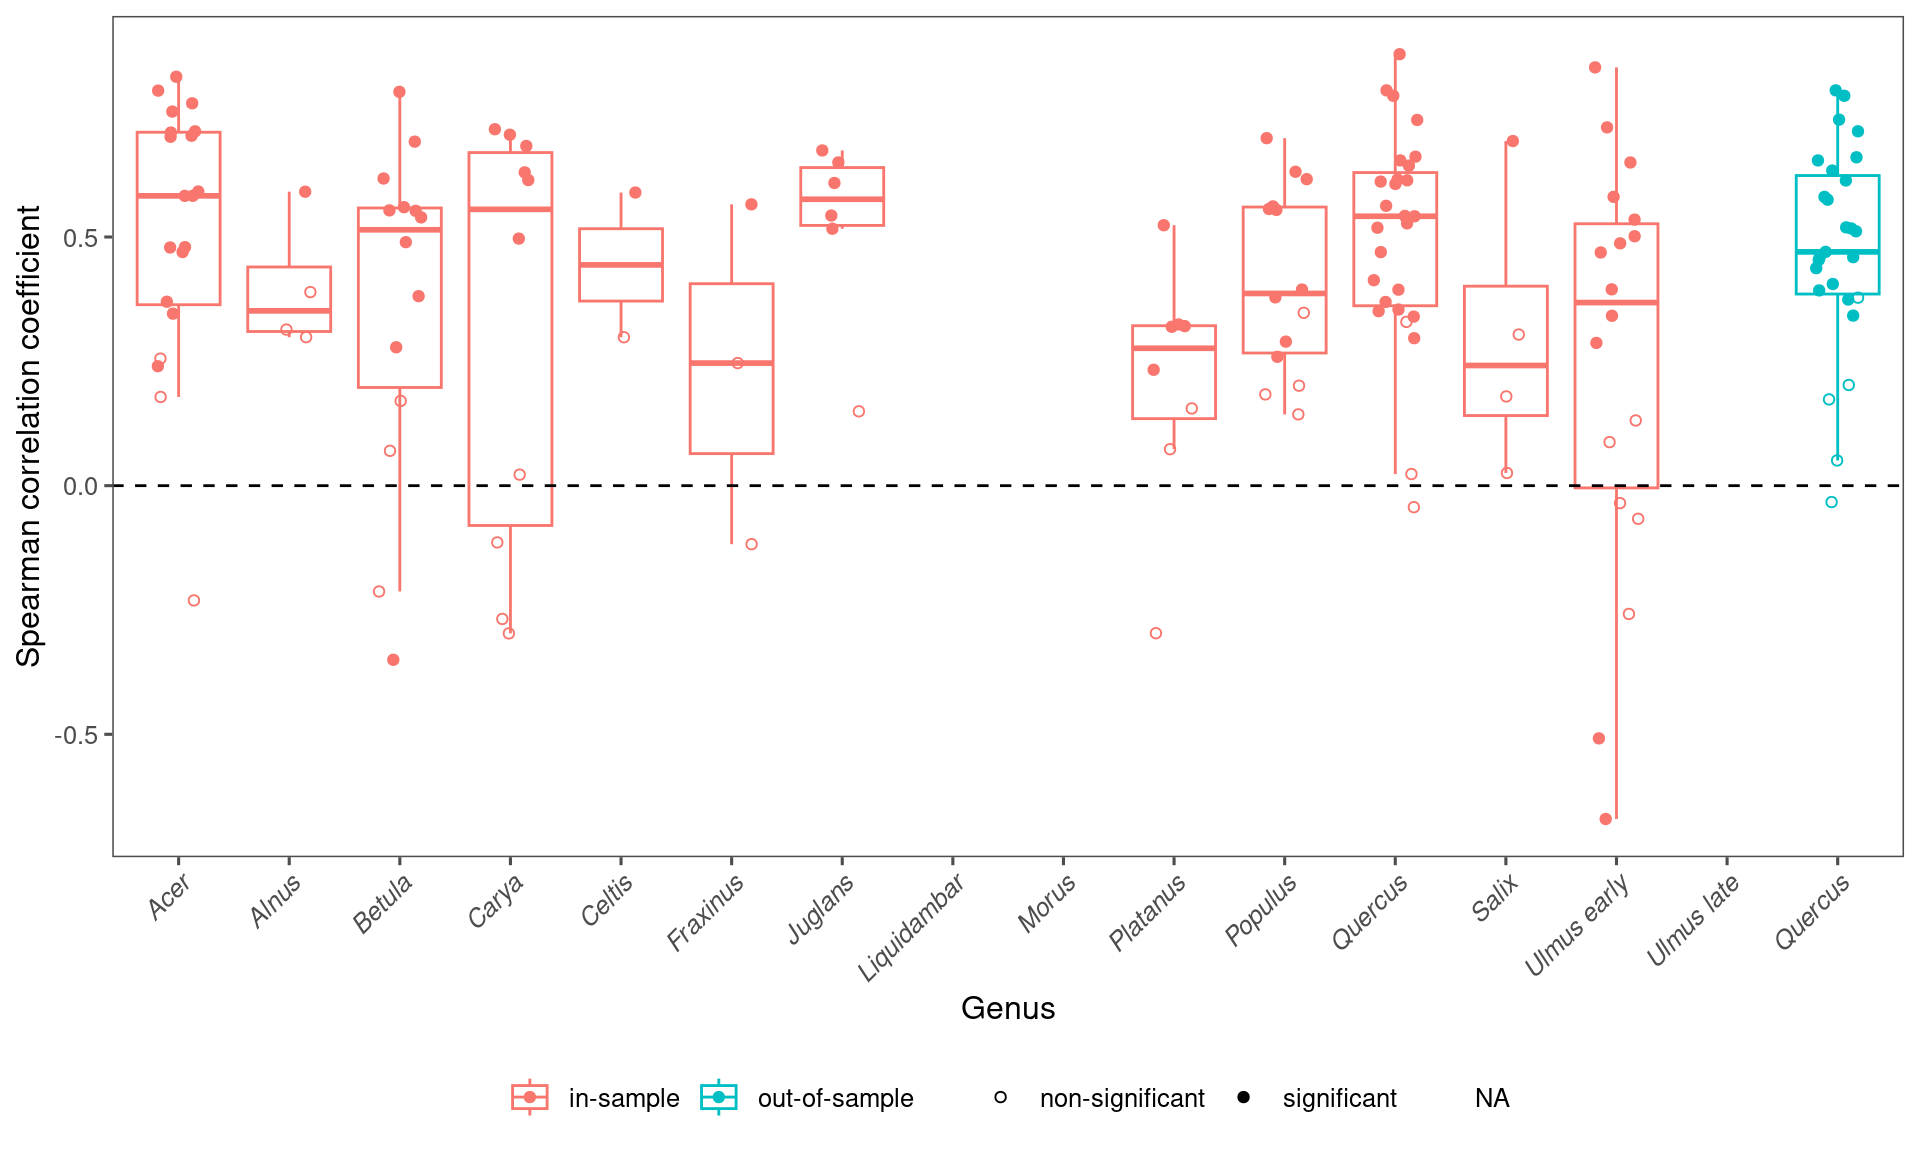 Spearman correlation coefficient
0.5
0.0
-0.5
Acer
Alnus
Betula
Carya
Celtis
Fraxinus
Juglans
Liquidambar
Morus
Platanus
Populus
Quercus
Salix
Ulmus early
Ulmus late
Quercus
Genus
in-sample out-of-sample non-significant significant NA